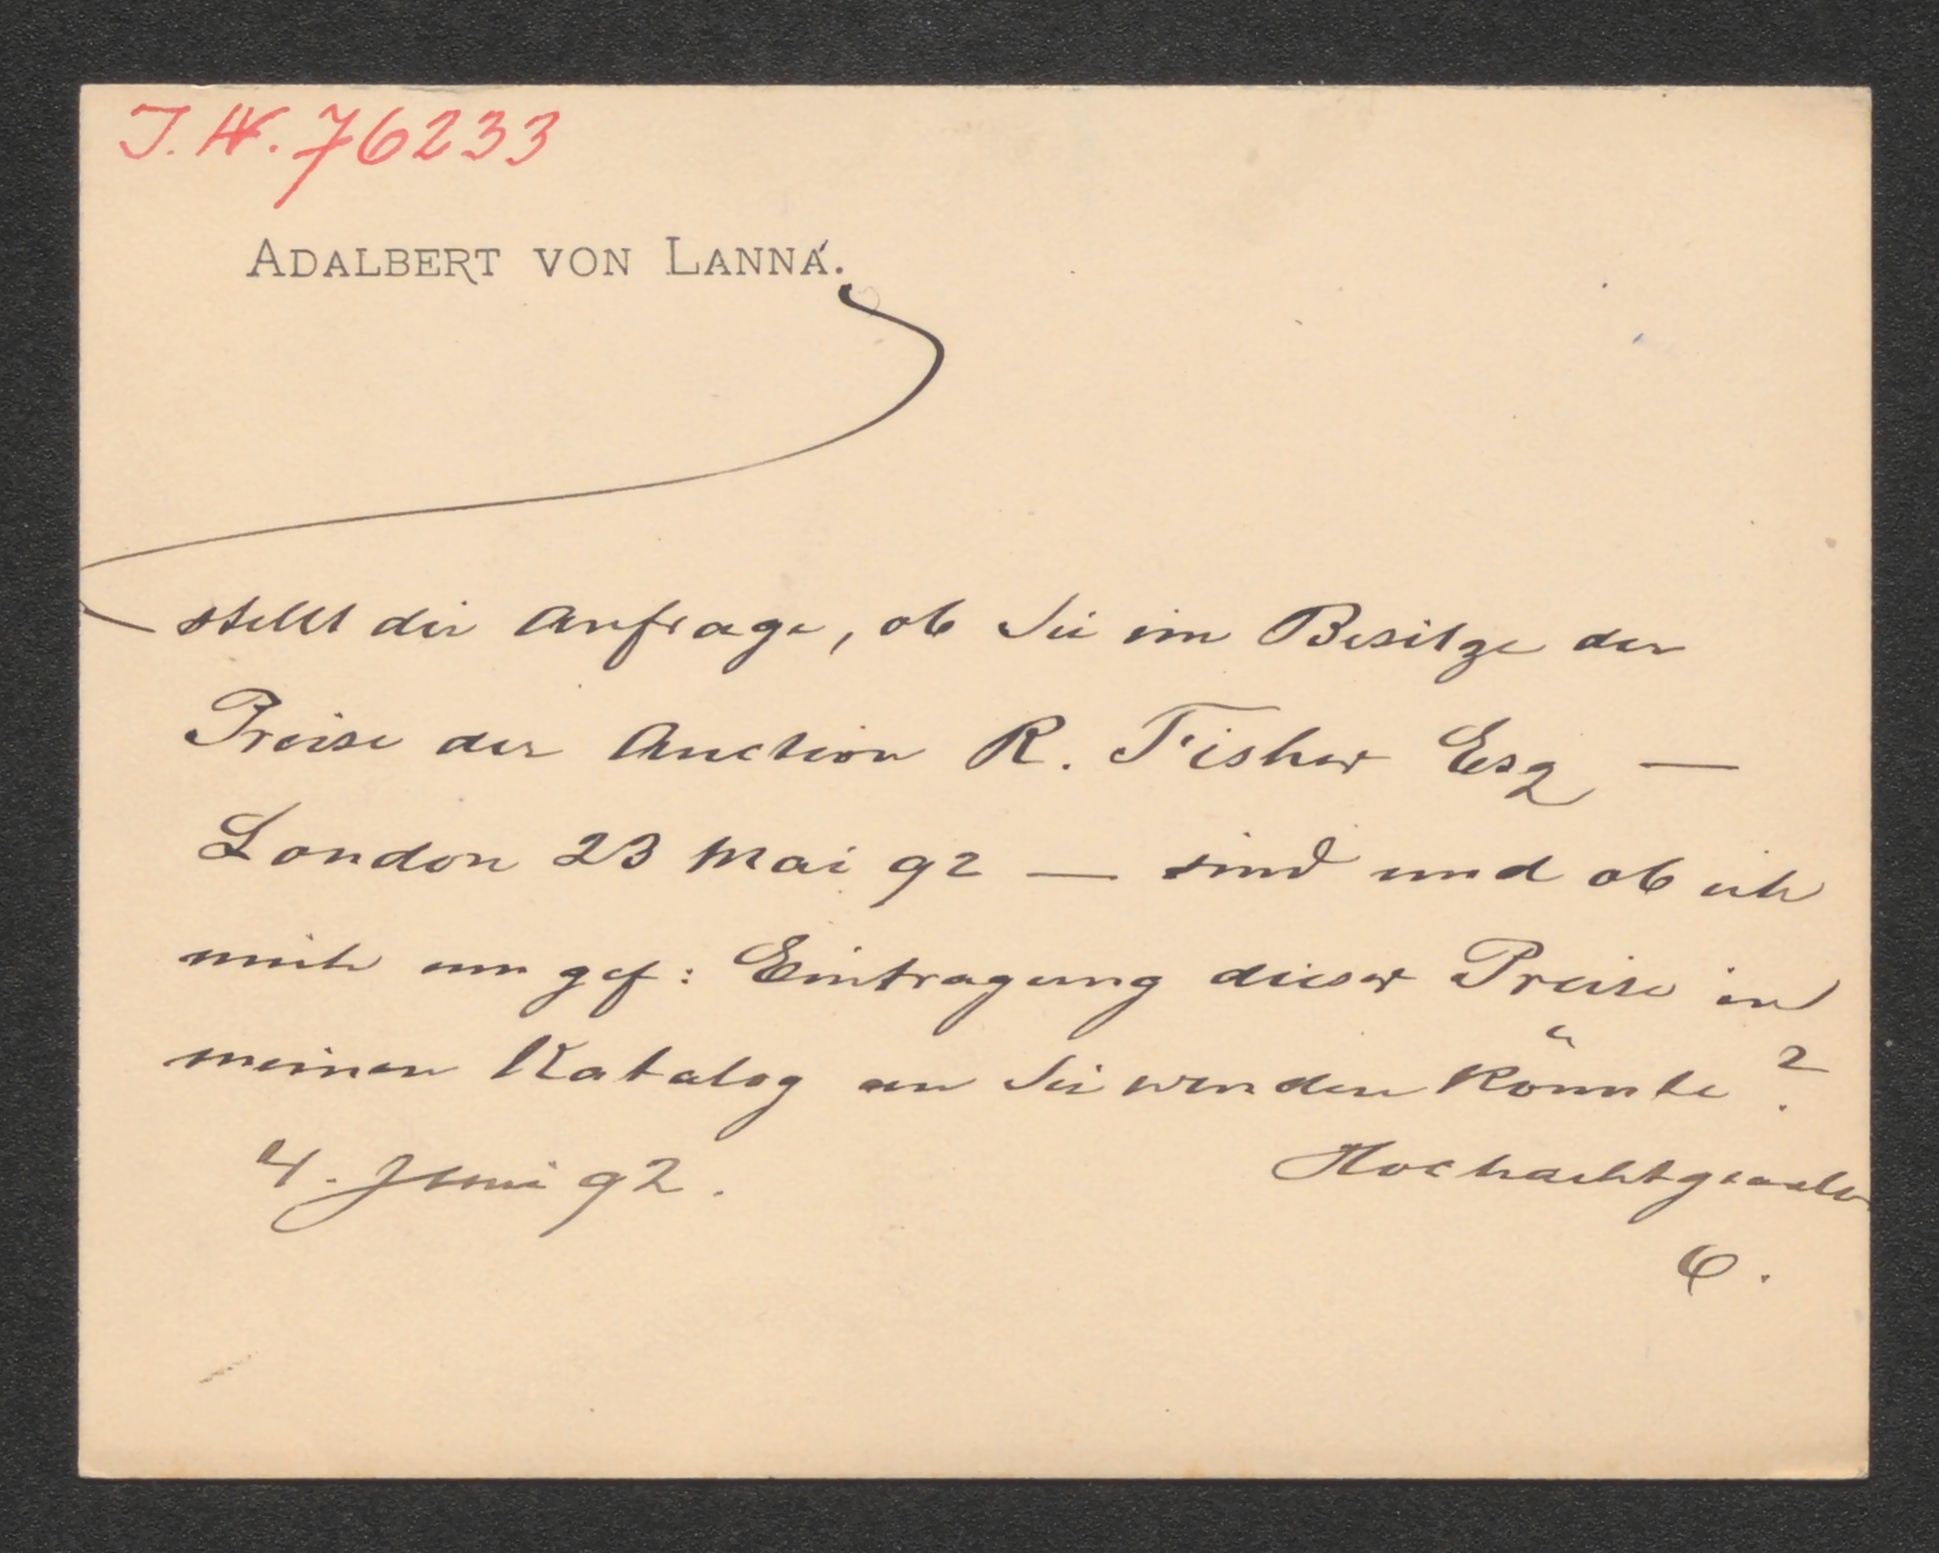 J. N. 76233
ADALBERT VON LANNÁ.
stellt die Anfrage, ob Sie im Besitze der
Preise der Auction R. Fisher Esq —
London 23 Mai 92 — sind und ob ich
mich um gef: Eintragung dieser Preise in
meinen Katalog an Sie wenden könnte?
4. Juni 92.